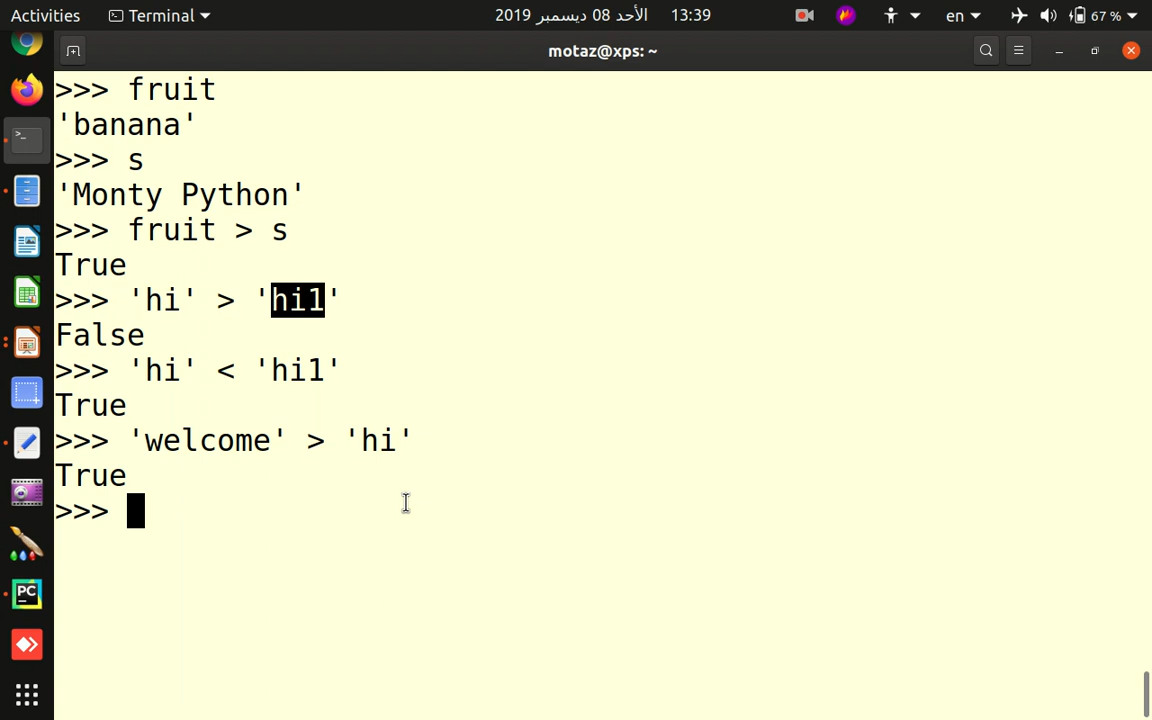 Activities Terminal الأحد 08 ديسمبر 2019 13:39 en 67 %
motaz@xps: ~
>>> fruit
'banana'
>>> s
'Monty Python'
>>> fruit > s
True
>>> 'hi' > 'hi1'
False
>>> 'hi' < 'hi1'
True
>>> 'welcome' > 'hi'
True
>>>
PC